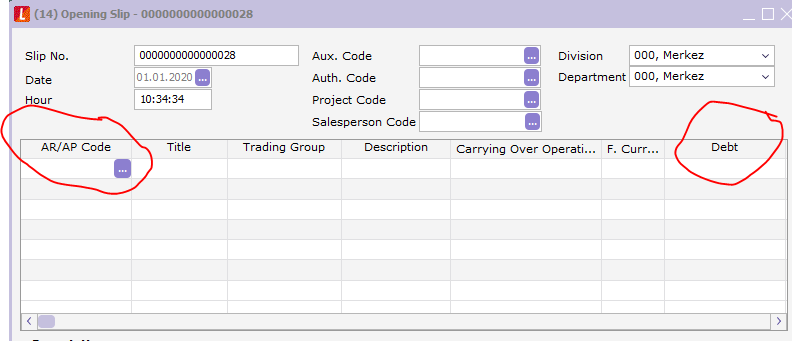 (14) Opening Slip - 0000000000000028
Slip No. 0000000000000028 Aux. Code ... Division 000, Merkez
Date 01.01.2020 ... Auth. Code ... Department 000, Merkez
Hour 10:34:34 Project Code ...
Salesperson Code ...
AR/AP Code Title Trading Group Description Carrying Over Operati... F. Curr... Debt
...